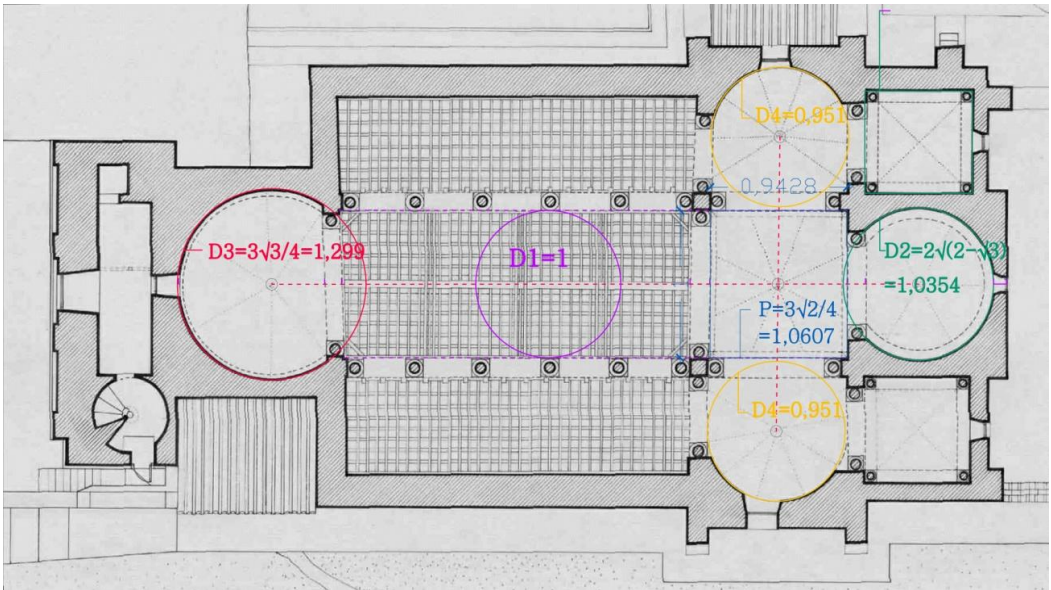 D4=0,951
0,9428
D3=3√3/4=1,299
D1=1
D2=2√(2-√3)
=1,0354
P=3√2/4
=1,0607
D4=0,951